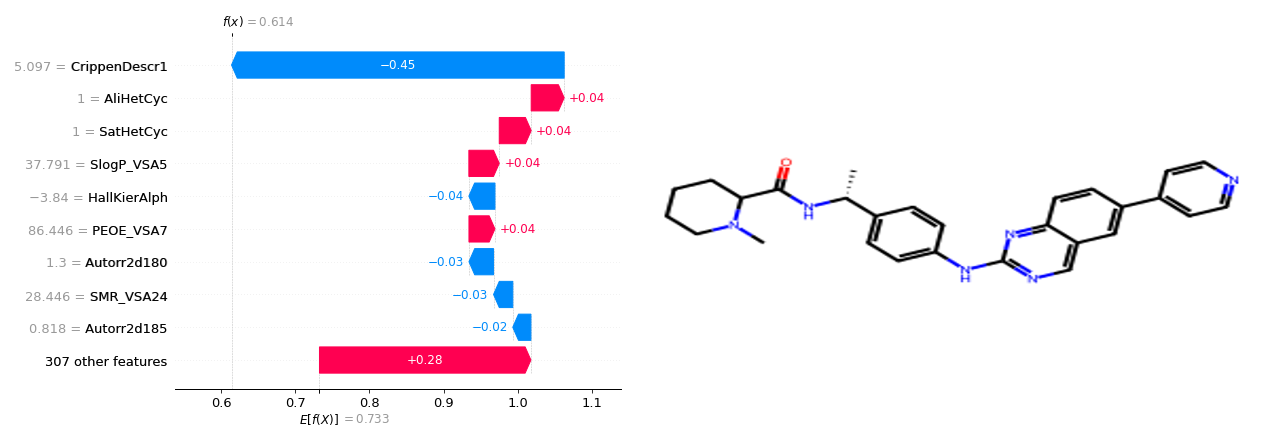 f(x) = 0.614
5.097 = CrippenDescr1
−0.45
1 = AliHetCyc
+0.04
1 = SatHetCyc
+0.04
37.791 = SlogP_VSA5
+0.04
−3.84 = HallKierAlph
−0.04
86.446 = PEOE_VSA7
+0.04
1.3 = Autorr2d180
−0.03
28.446 = SMR_VSA24
−0.03
0.818 = Autorr2d185
−0.02
307 other features
+0.28
0.6 0.7 0.8 0.9 1.0 1.1
E[f(X)] = 0.733
O
N
H
N
N
H
N
N
N